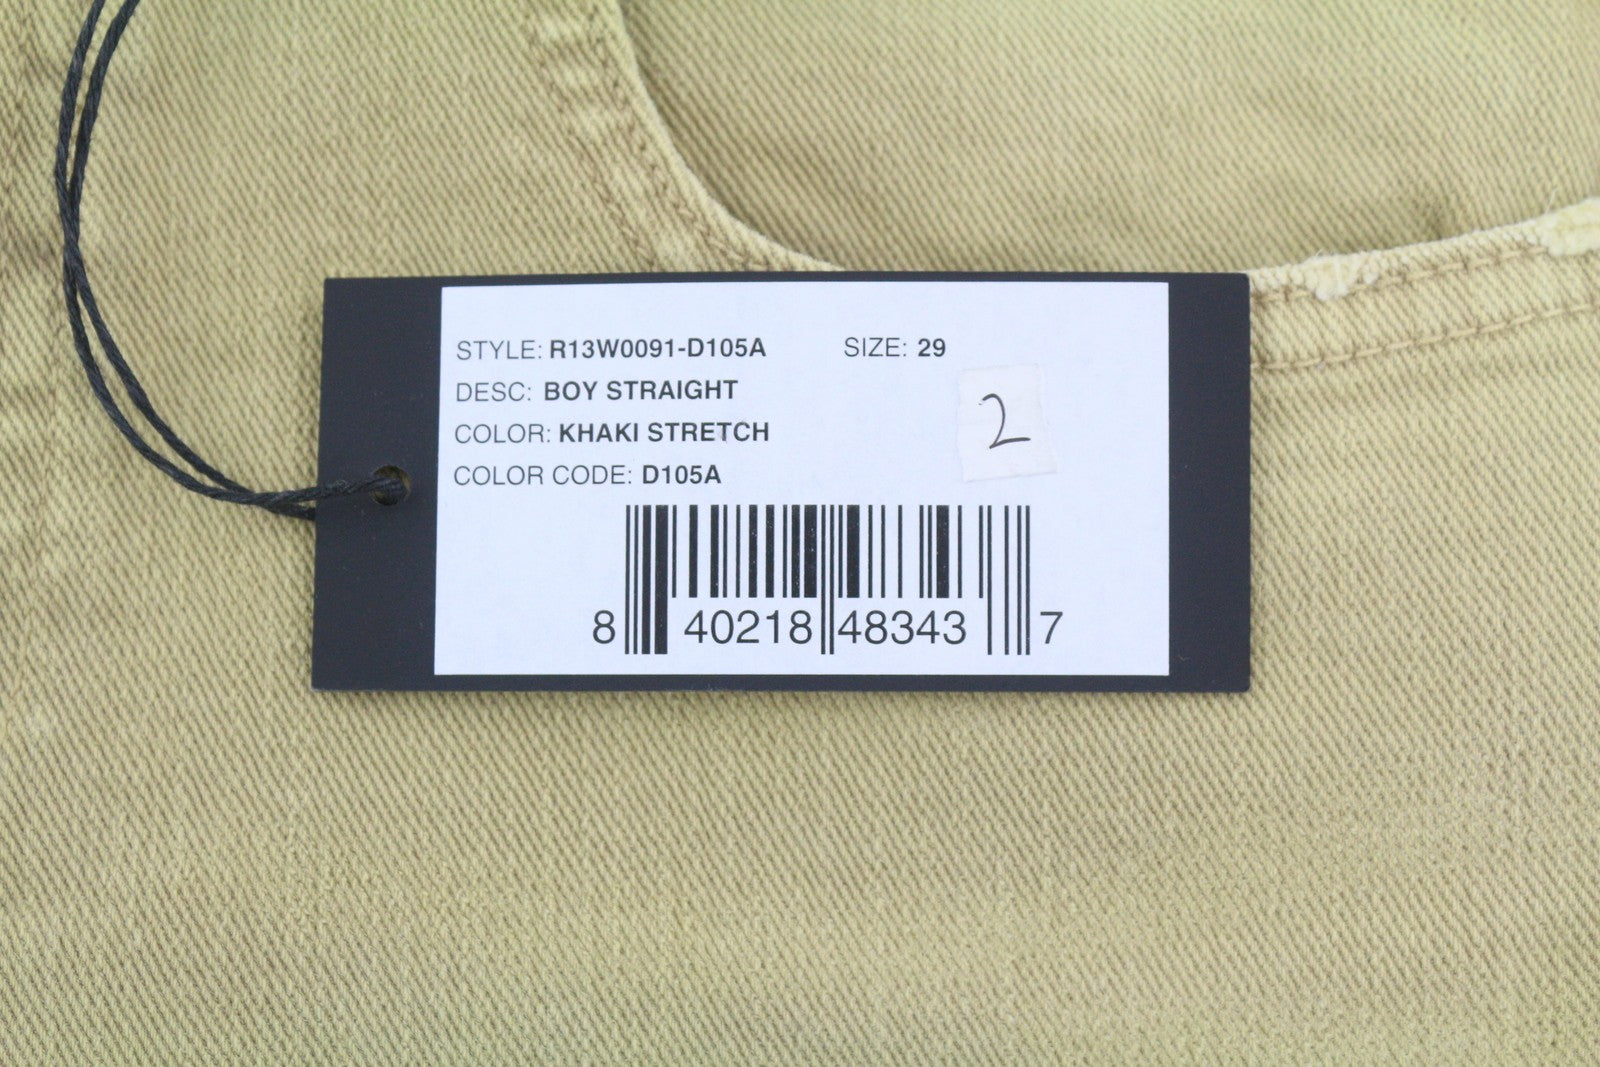 STYLE: R13W0091-D105A SIZE: 29
DESC: BOY STRAIGHT
COLOR: KHAKI STRETCH
2
COLOR CODE: D105A
8 40218 48343 7